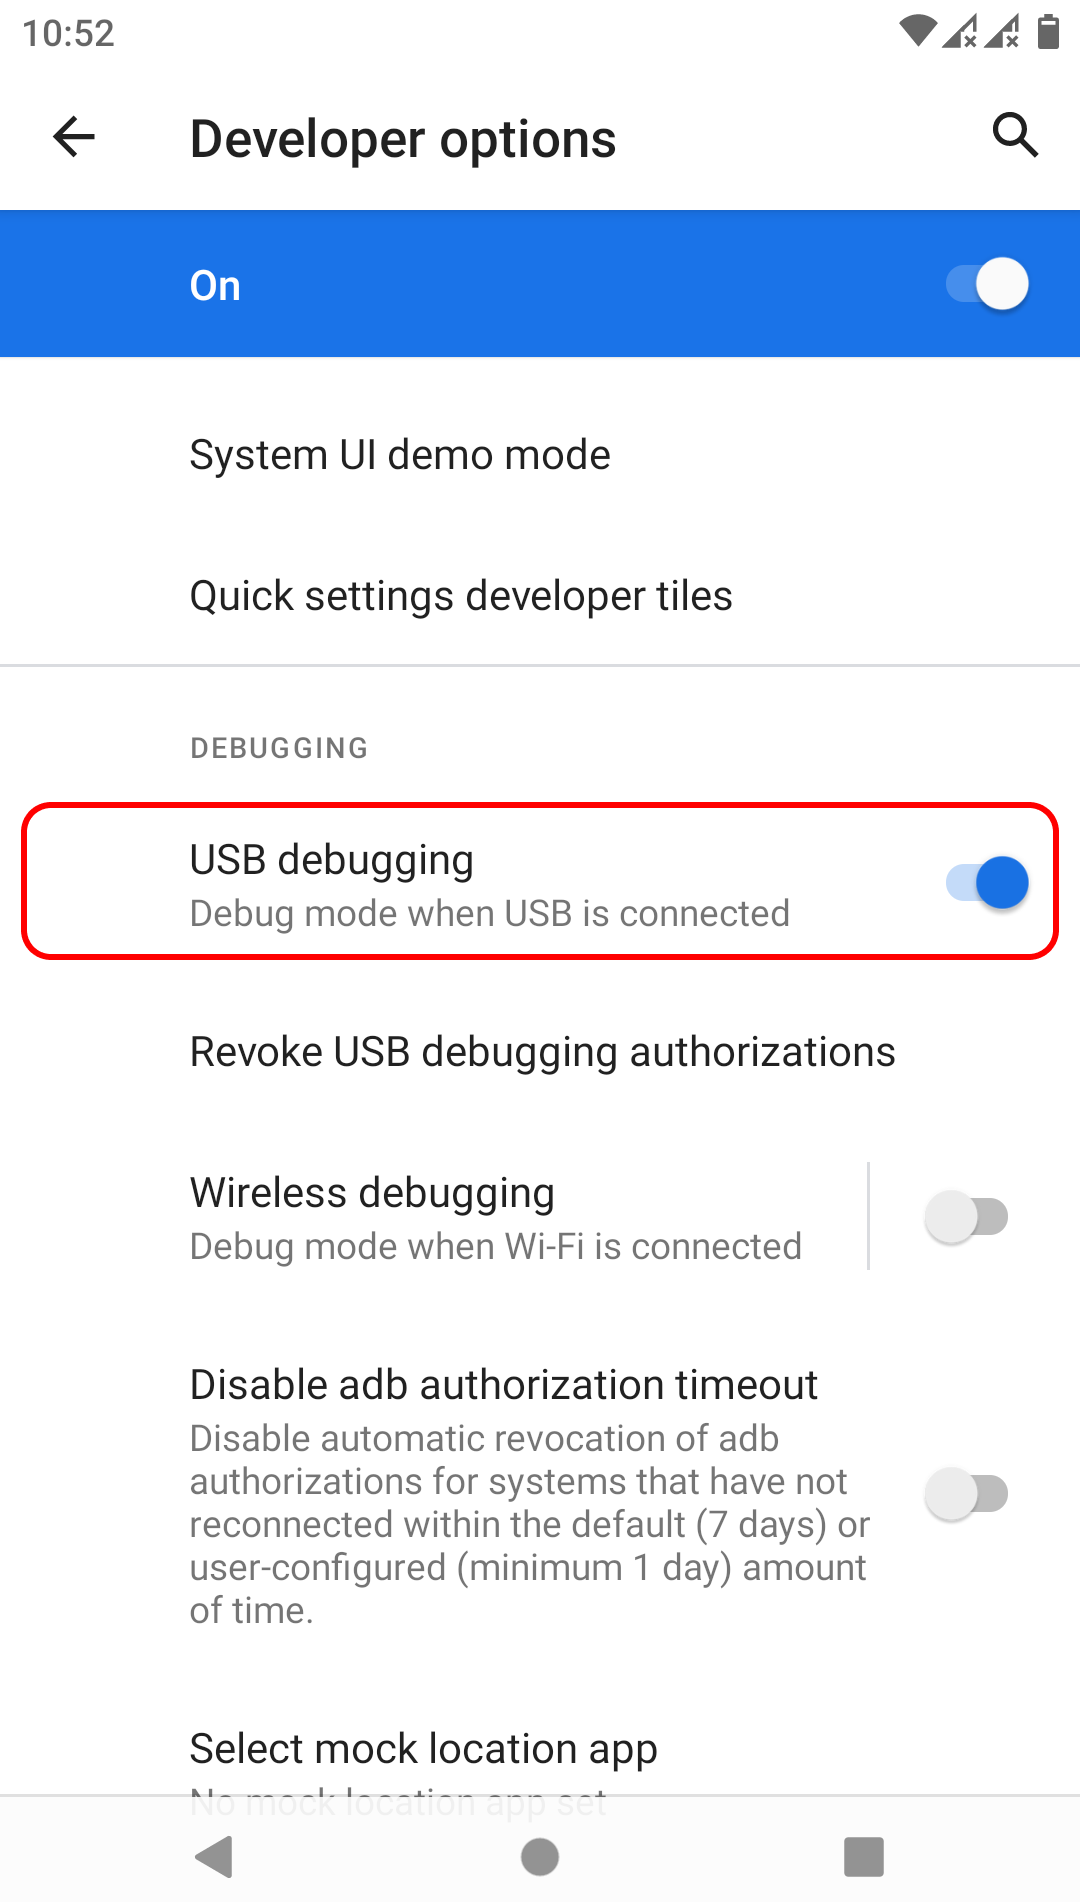 10:52
Developer options
On
System UI demo mode
Quick settings developer tiles
DEBUGGING
USB debugging
Debug mode when USB is connected
Revoke USB debugging authorizations
Wireless debugging
Debug mode when Wi-Fi is connected
Disable adb authorization timeout
Disable automatic revocation of adb
authorizations for systems that have not
reconnected within the default (7 days) or
user-configured (minimum 1 day) amount
of time.
Select mock location app
No mock location app set